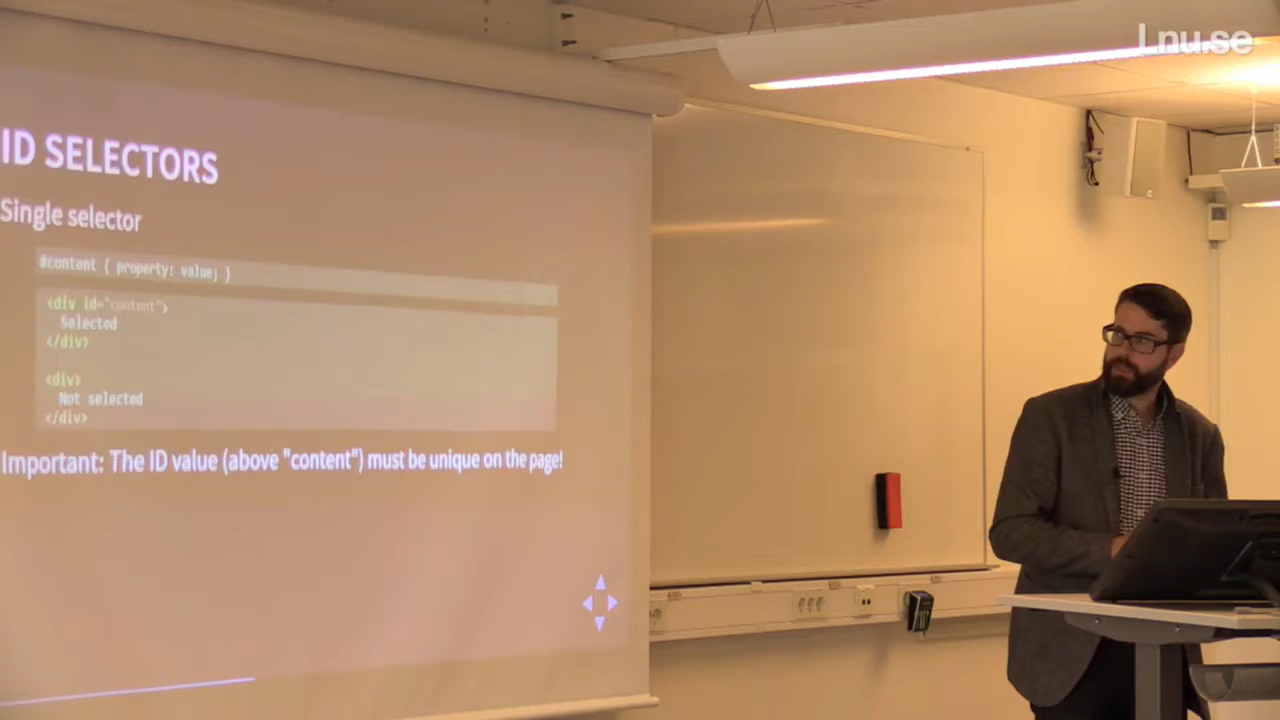 Lnu.se
ID SELECTORS
Single selector
#content { property: value; }
<div id="content">
Selected
</div>
<div>
Not selected
</div>
Important: The ID value (above "content") must be unique on the page!